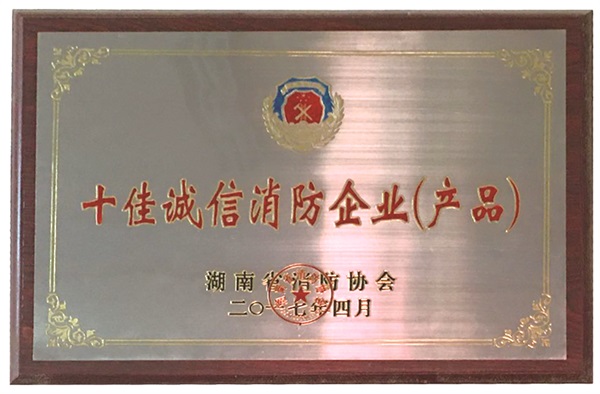 十佳诚信消防企业(产品)
湖南省消防协会
二〇一七年四月